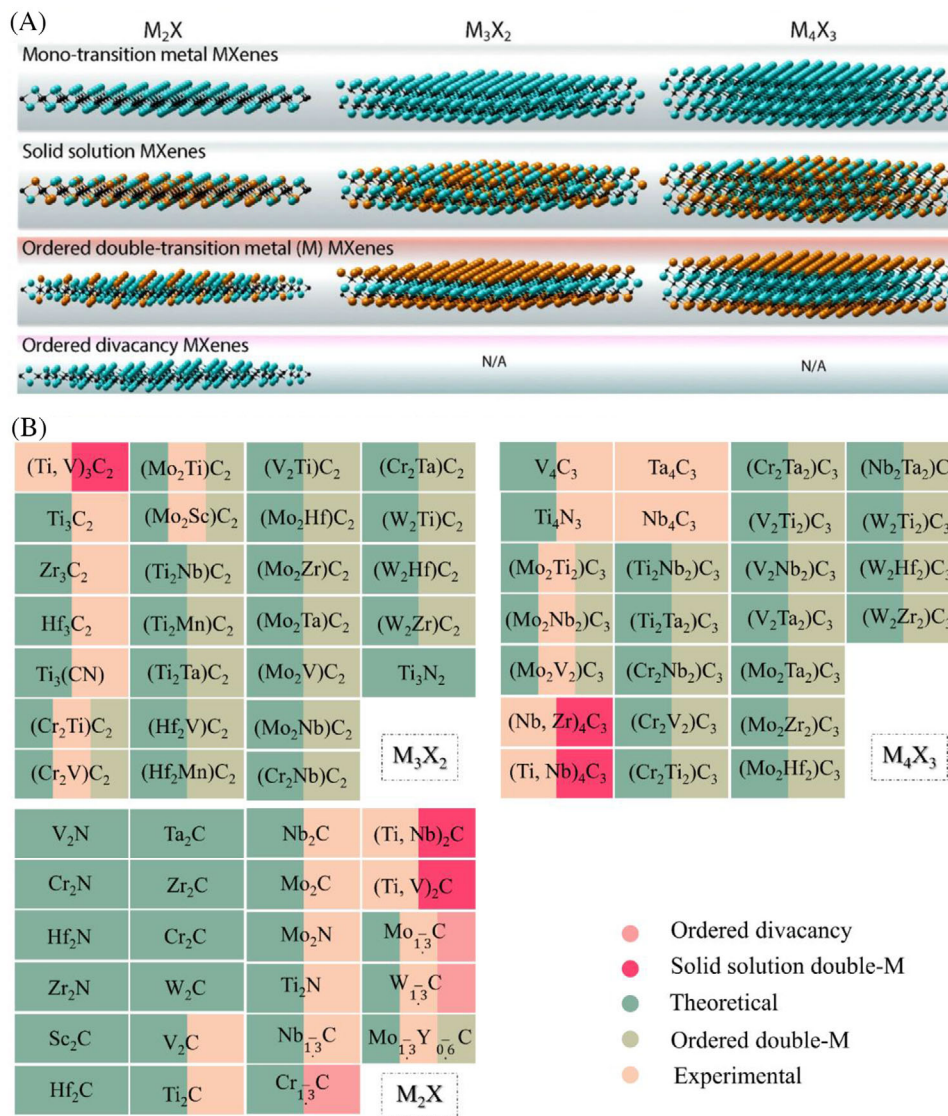 (A)
M₂X M₃X₂ M₄X₃
Mono-transition metal MXenes
Solid solution MXenes
Ordered double-transition metal (M) MXenes
Ordered divacancy MXenes
N/A N/A
(B)
(Ti, V)₃C₂ (Mo₂Ti)C₂ (V₂Ti)C₂ (Cr₂Ta)C₂
Ti₃C₂ (Mo₂Sc)C₂ (Mo₂Hf)C₂ (W₂Ti)C₂
Zr₃C₂ (Ti₂Nb)C₂ (Mo₂Zr)C₂ (W₂Hf)C₂
Hf₃C₂ (Ti₂Mn)C₂ (Mo₂Ta)C₂ (W₂Zr)C₂
Ti₃(CN) (Ti₂Ta)C₂ (Mo₂V)C₂ Ti₃N₂
(Cr₂Ti)C₂ (Hf₂V)C₂ (Mo₂Nb)C₂
(Cr₂V)C₂ (Hf₂Mn)C₂ (Cr₂Nb)C₂
M₃X₂
V₄C₃ Ta₄C₃ (Cr₂Ta₂)C₃ (Nb₂Ta₂)C
Ti₄N₃ Nb₄C₃ (V₂Ti₂)C₃ (W₂Ti₂)C₃
(Mo₂Ti₂)C₃ (Ti₂Nb₂)C₃ (V₂Nb₂)C₃ (W₂Hf₂)C₃
(Mo₂Nb₂)C₃ (Ti₂Ta₂)C₃ (V₂Ta₂)C₃ (W₂Zr₂)C₃
(Mo₂V₂)C₃ (Cr₂Nb₂)C₃ (Mo₂Ta₂)C₃
(Nb, Zr)₄C₃ (Cr₂V₂)C₃ (Mo₂Zr₂)C₃
(Ti, Nb)₄C₃ (Cr₂Ti₂)C₃ (Mo₂Hf₂)C₃
M₄X₃
V₂N Ta₂C Nb₂C (Ti, Nb)₂C
Cr₂N Zr₂C Mo₂C (Ti, V)₂C
Hf₂N Cr₂C Mo₂N Mo₁.₃C
Zr₂N W₂C Ti₂N W₁.₃C
Sc₂C V₂C Nb₁.₃C Mo₁.₃Y₀.₆C
Hf₂C Ti₂C Cr₁.₃C
M₂X
Ordered divacancy
Solid solution double-M
Theoretical
Ordered double-M
Experimental